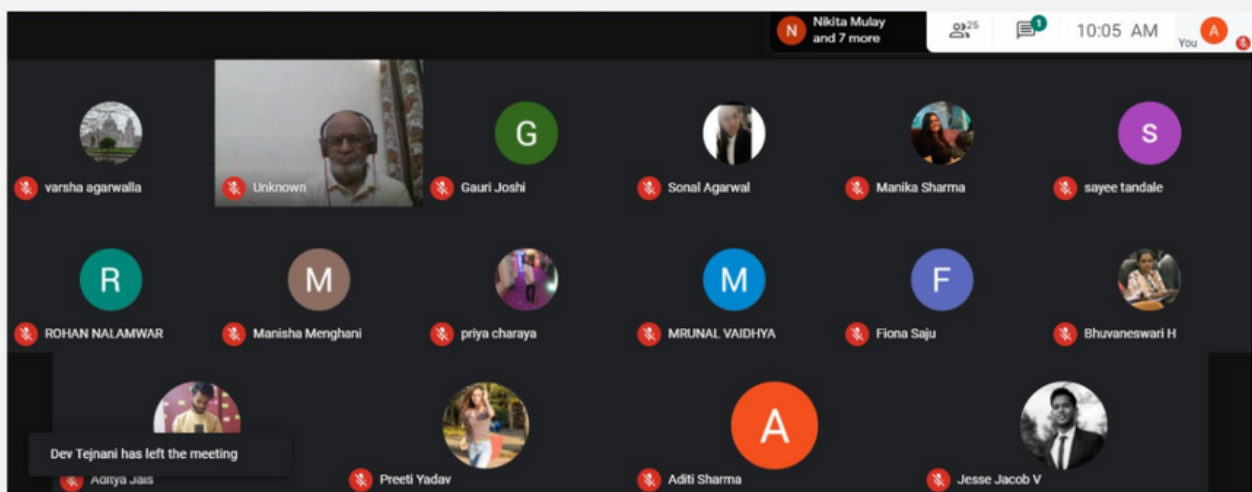 N
Nikita Mulay
and 7 more
25
1
10:05 AM
You
A
varsha agarwalla
Unknown
G
Gauri Joshi
Sonal Agarwal
Manika Sharma
s
sayee tandale
R
ROHAN NALAMWAR
M
Manisha Menghani
priya charaya
M
MRUNAL VAIDHYA
F
Fiona Saju
Bhuvaneswari H
Dev Tejnani has left the meeting
Aditya Jais
Preeti Yadav
A
Aditi Sharma
Jesse Jacob V